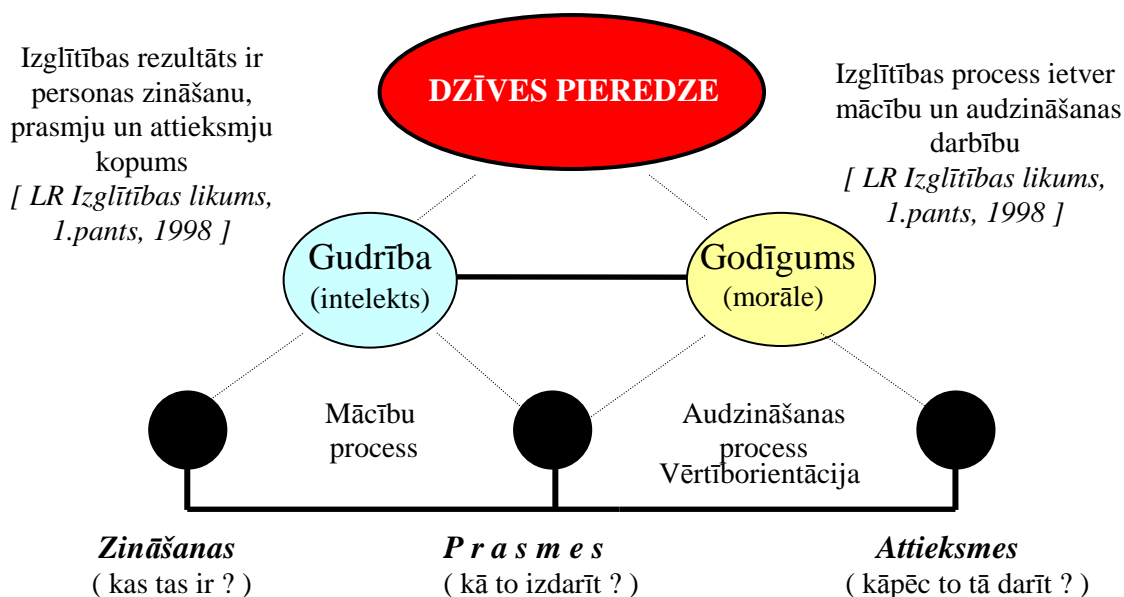 Izglītības rezultāts ir
personas zināšanu,
prasmju un attieksmju
kopums
[ LR Izglītības likums,
1.pants, 1998 ]
DZĪVES PIEREDZE
Izglītības process ietver
mācību un audzināšanas
darbību
[ LR Izglītības likums,
1.pants, 1998 ]
Gudrība
(intelekts)
Godīgums
(morāle)
Mācību
process
Audzināšanas
process
Vērtīborientācija
Zināšanas
( kas tas ir ? )
P r a s m e s
( kā to izdarīt ? )
Attieksmes
( kāpēc to tā darīt ? )